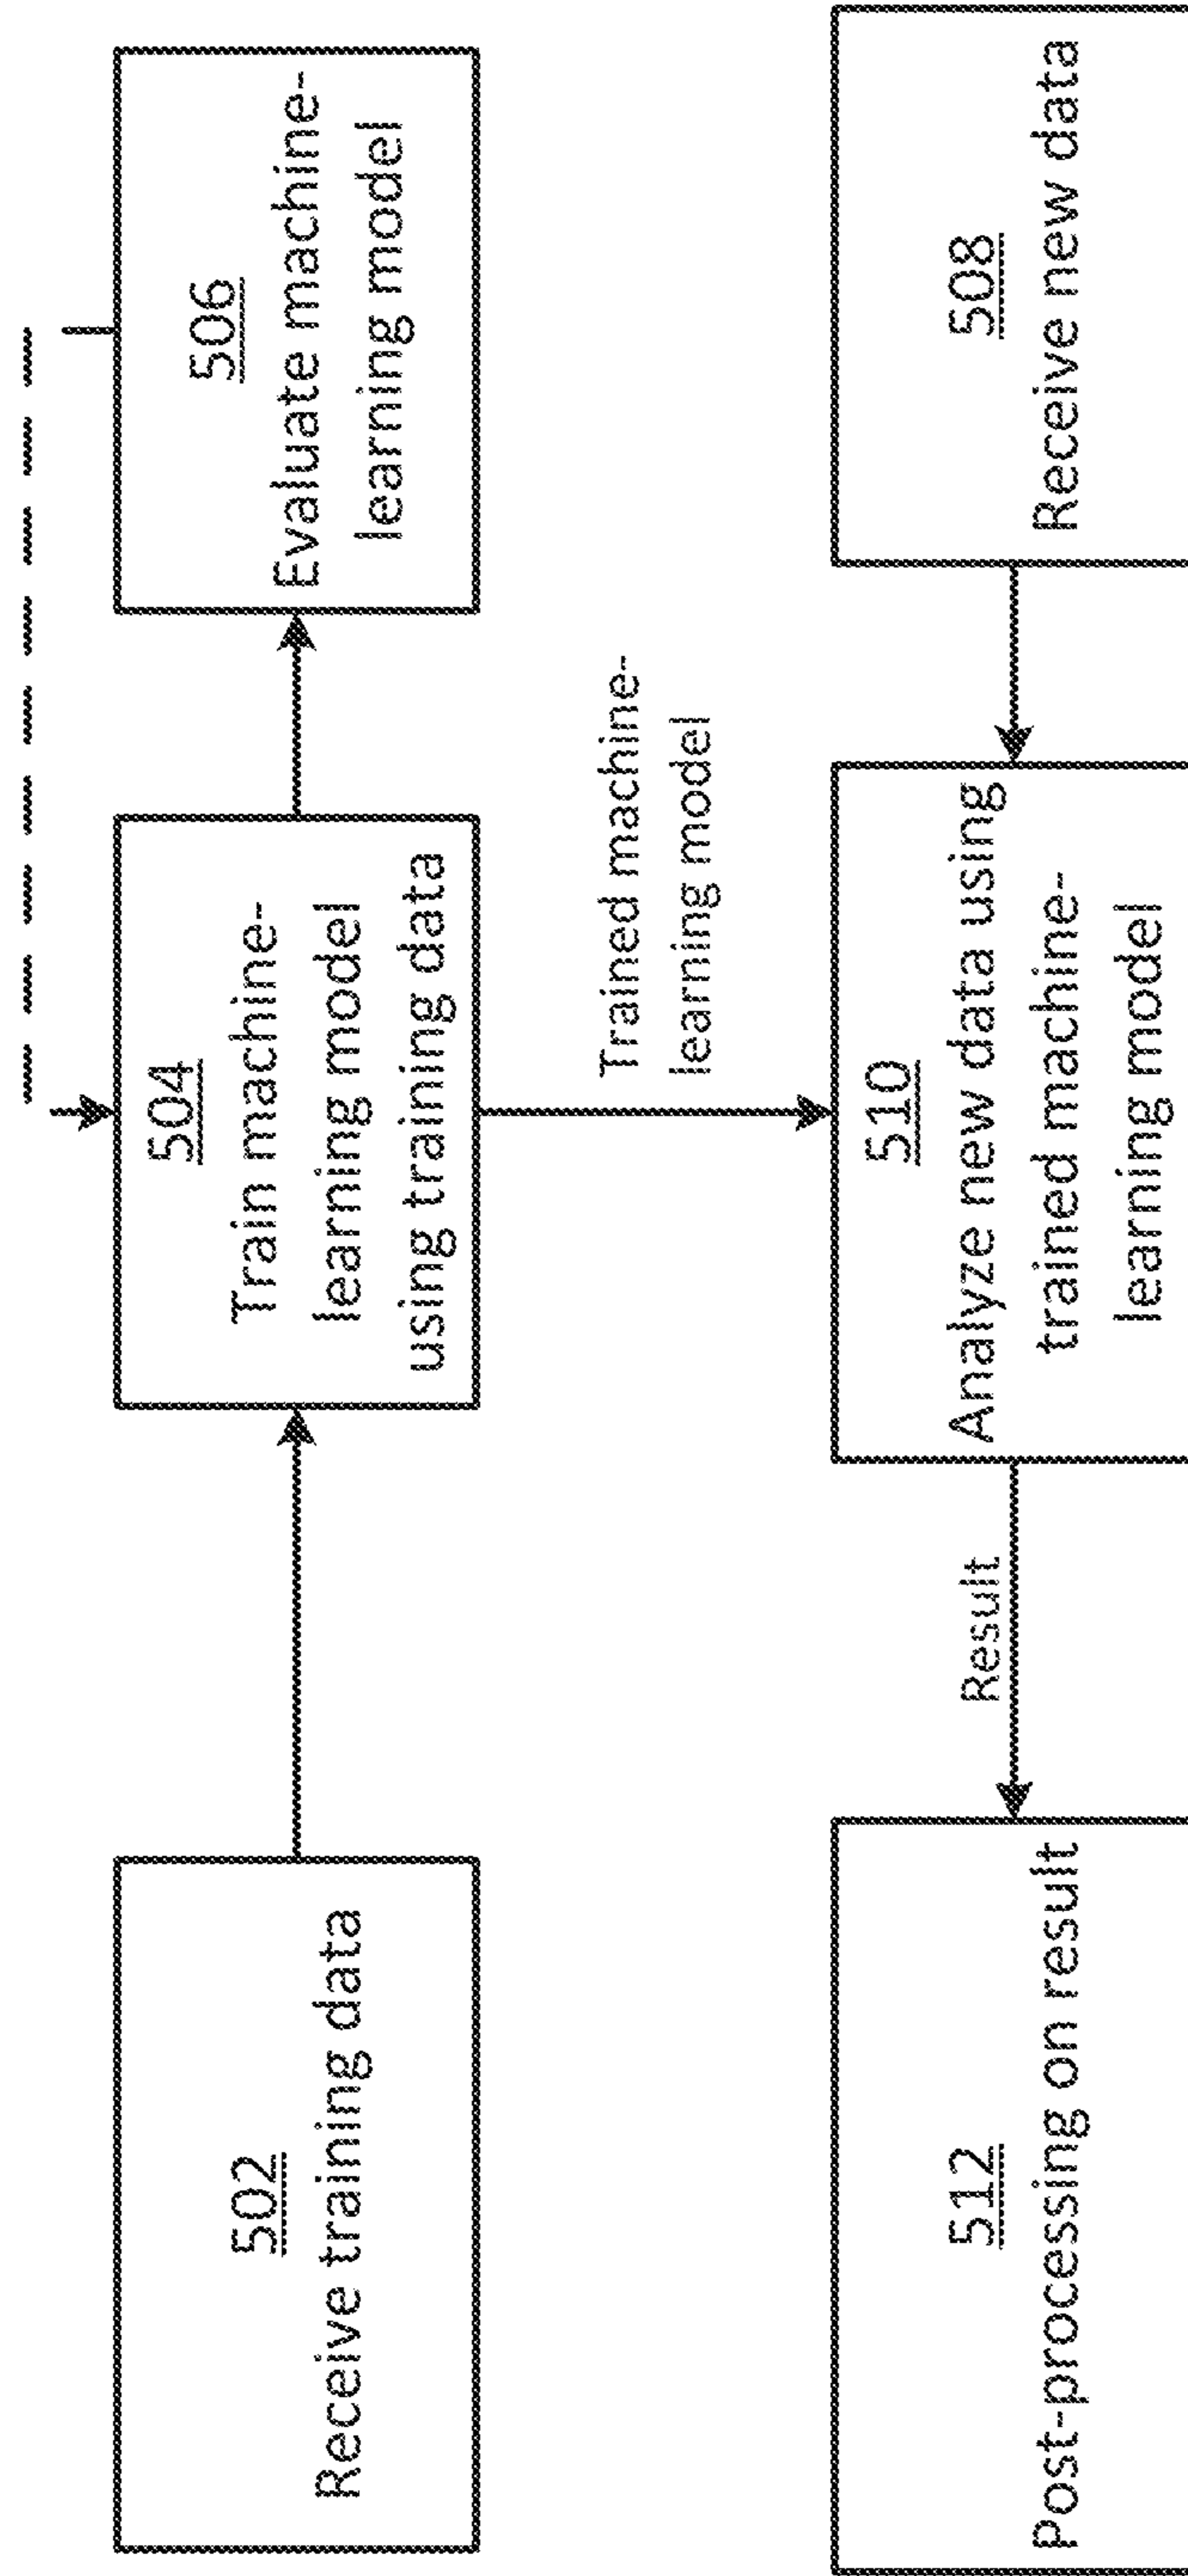 502
Receive training data
504
Train machine-
learning model
using training data
506
Evaluate machine-
learning model
Trained machine-
learning model
512
Post-processing on result
Result
510
Analyze new data using
trained machine-
learning model
508
Receive new data